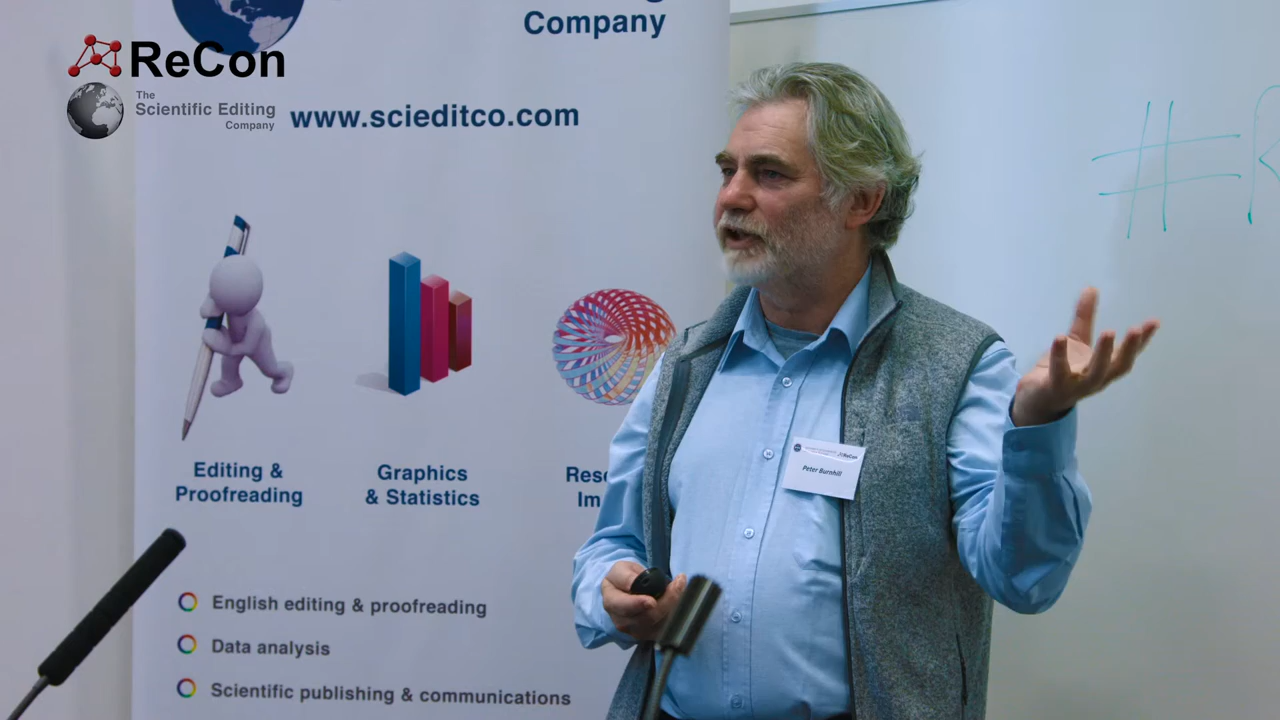 Company
ReCon
The
Scientific Editing
Company
www.scieditco.com
#R
Editing &
& Proofreading
Graphics
& Statistics
ReCon
Peter Burnhill
English editing & proofreading
Data analysis
Scientific publishing & communications